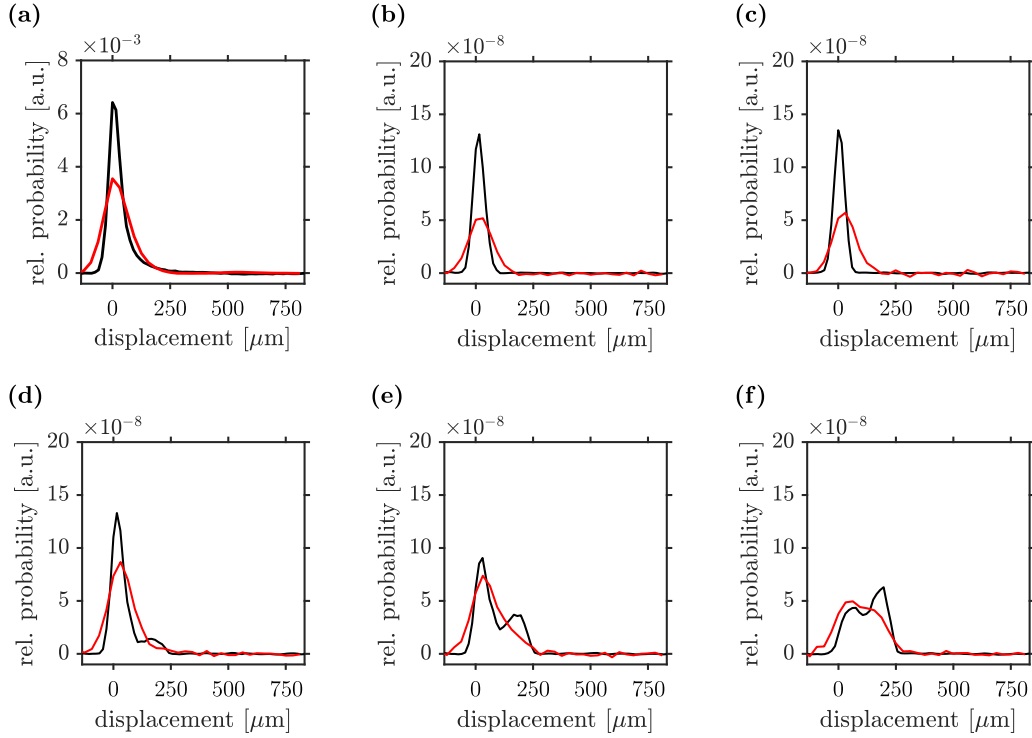 (a)
(b)
(c)
×10⁻³
×10⁻⁸
×10⁻⁸
8
6
4
2
0
20
15
10
5
0
20
15
10
5
0
rel. probability [a.u.]
rel. probability [a.u.]
rel. probability [a.u.]
0 250 500 750
0 250 500 750
0 250 500 750
displacement [μm]
displacement [μm]
displacement [μm]
(d)
(e)
(f)
×10⁻⁸
×10⁻⁸
×10⁻⁸
20
15
10
5
0
20
15
10
5
0
20
15
10
5
0
rel. probability [a.u.]
rel. probability [a.u.]
rel. probability [a.u.]
0 250 500 750
0 250 500 750
0 250 500 750
displacement [μm]
displacement [μm]
displacement [μm]